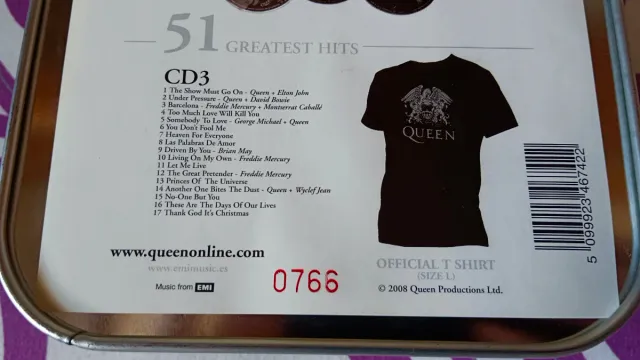 51 GREATEST HITS
CD3
1 The Show Must Go On - Queen + Elton John
2 Under Pressure - Queen + David Bowie
3 Barcelona - Freddie Mercury + Montserrat Caballé
4 Too Much Love Will Kill You
5 Somebody To Love - George Michael + Queen
6 You Don't Fool Me
7 Heaven For Everyone
8 Las Palabras De Amor
9 Driven By You - Brian May
10 Living On My Own - Freddie Mercury
11 Let Me Live
12 The Great Pretender - Freddie Mercury
13 Princes Of The Universe
14 Another One Bites The Dust - Queen + Wyclef Jean
15 No-One But You
16 These Are The Days Of Our Lives
17 Thank God It's Christmas
QUEEN
www.queenonline.com
www.emimusic.es
Music from EMI
0766
OFFICIAL T SHIRT
(SIZE L)
© 2008 Queen Productions Ltd.
5 099923 467422